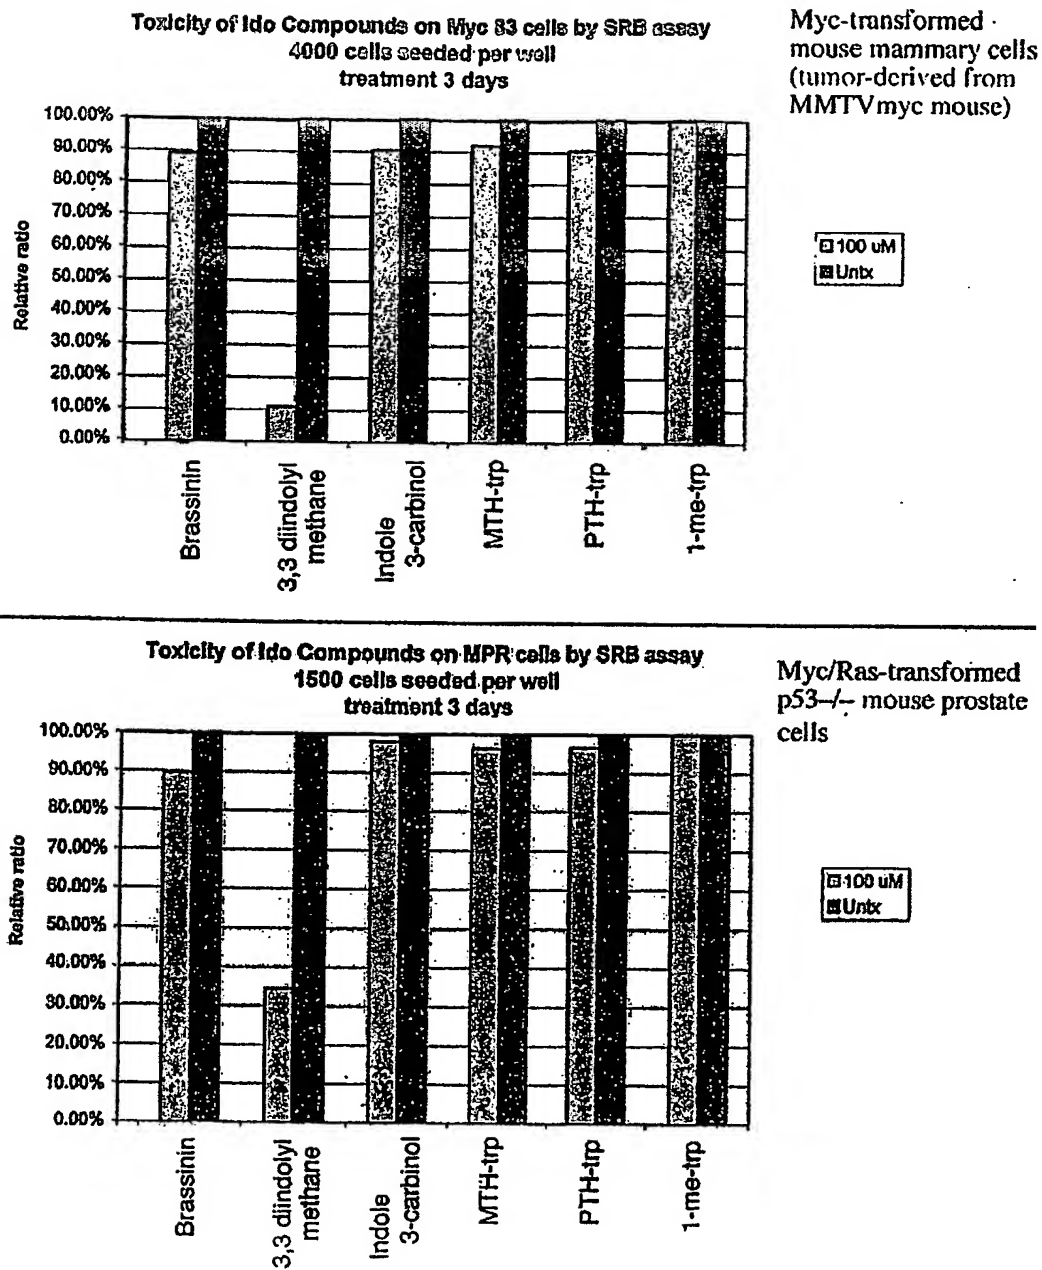 Toxicity of Ido Compounds on Myc 83 cells by SRB assay
4000 cells seeded per well
treatment 3 days
Myc-transformed
mouse mammary cells
(tumor-derived from
MMTVmyc mouse)
100.00%
90.00%
80.00%
70.00%
60.00%
50.00%
40.00%
30.00%
20.00%
10.00%
0.00%
Relative ratio
100 uM
Untx
Brassinin
3,3 diindolyl
methane
Indole
3-carbinol
MTH-trp
PTH-trp
1-me-trp
Toxicity of Ido Compounds on MPR cells by SRB assay
1500 cells seeded per well
treatment 3 days
Myc/Ras-transformed
p53-/- mouse prostate
cells
100.00%
90.00%
80.00%
70.00%
60.00%
50.00%
40.00%
30.00%
20.00%
10.00%
0.00%
Relative ratio
100 uM
Untx
Brassinin
3,3 diindolyl
methane
Indole
3-carbinol
MTH-trp
PTH-trp
1-me-trp